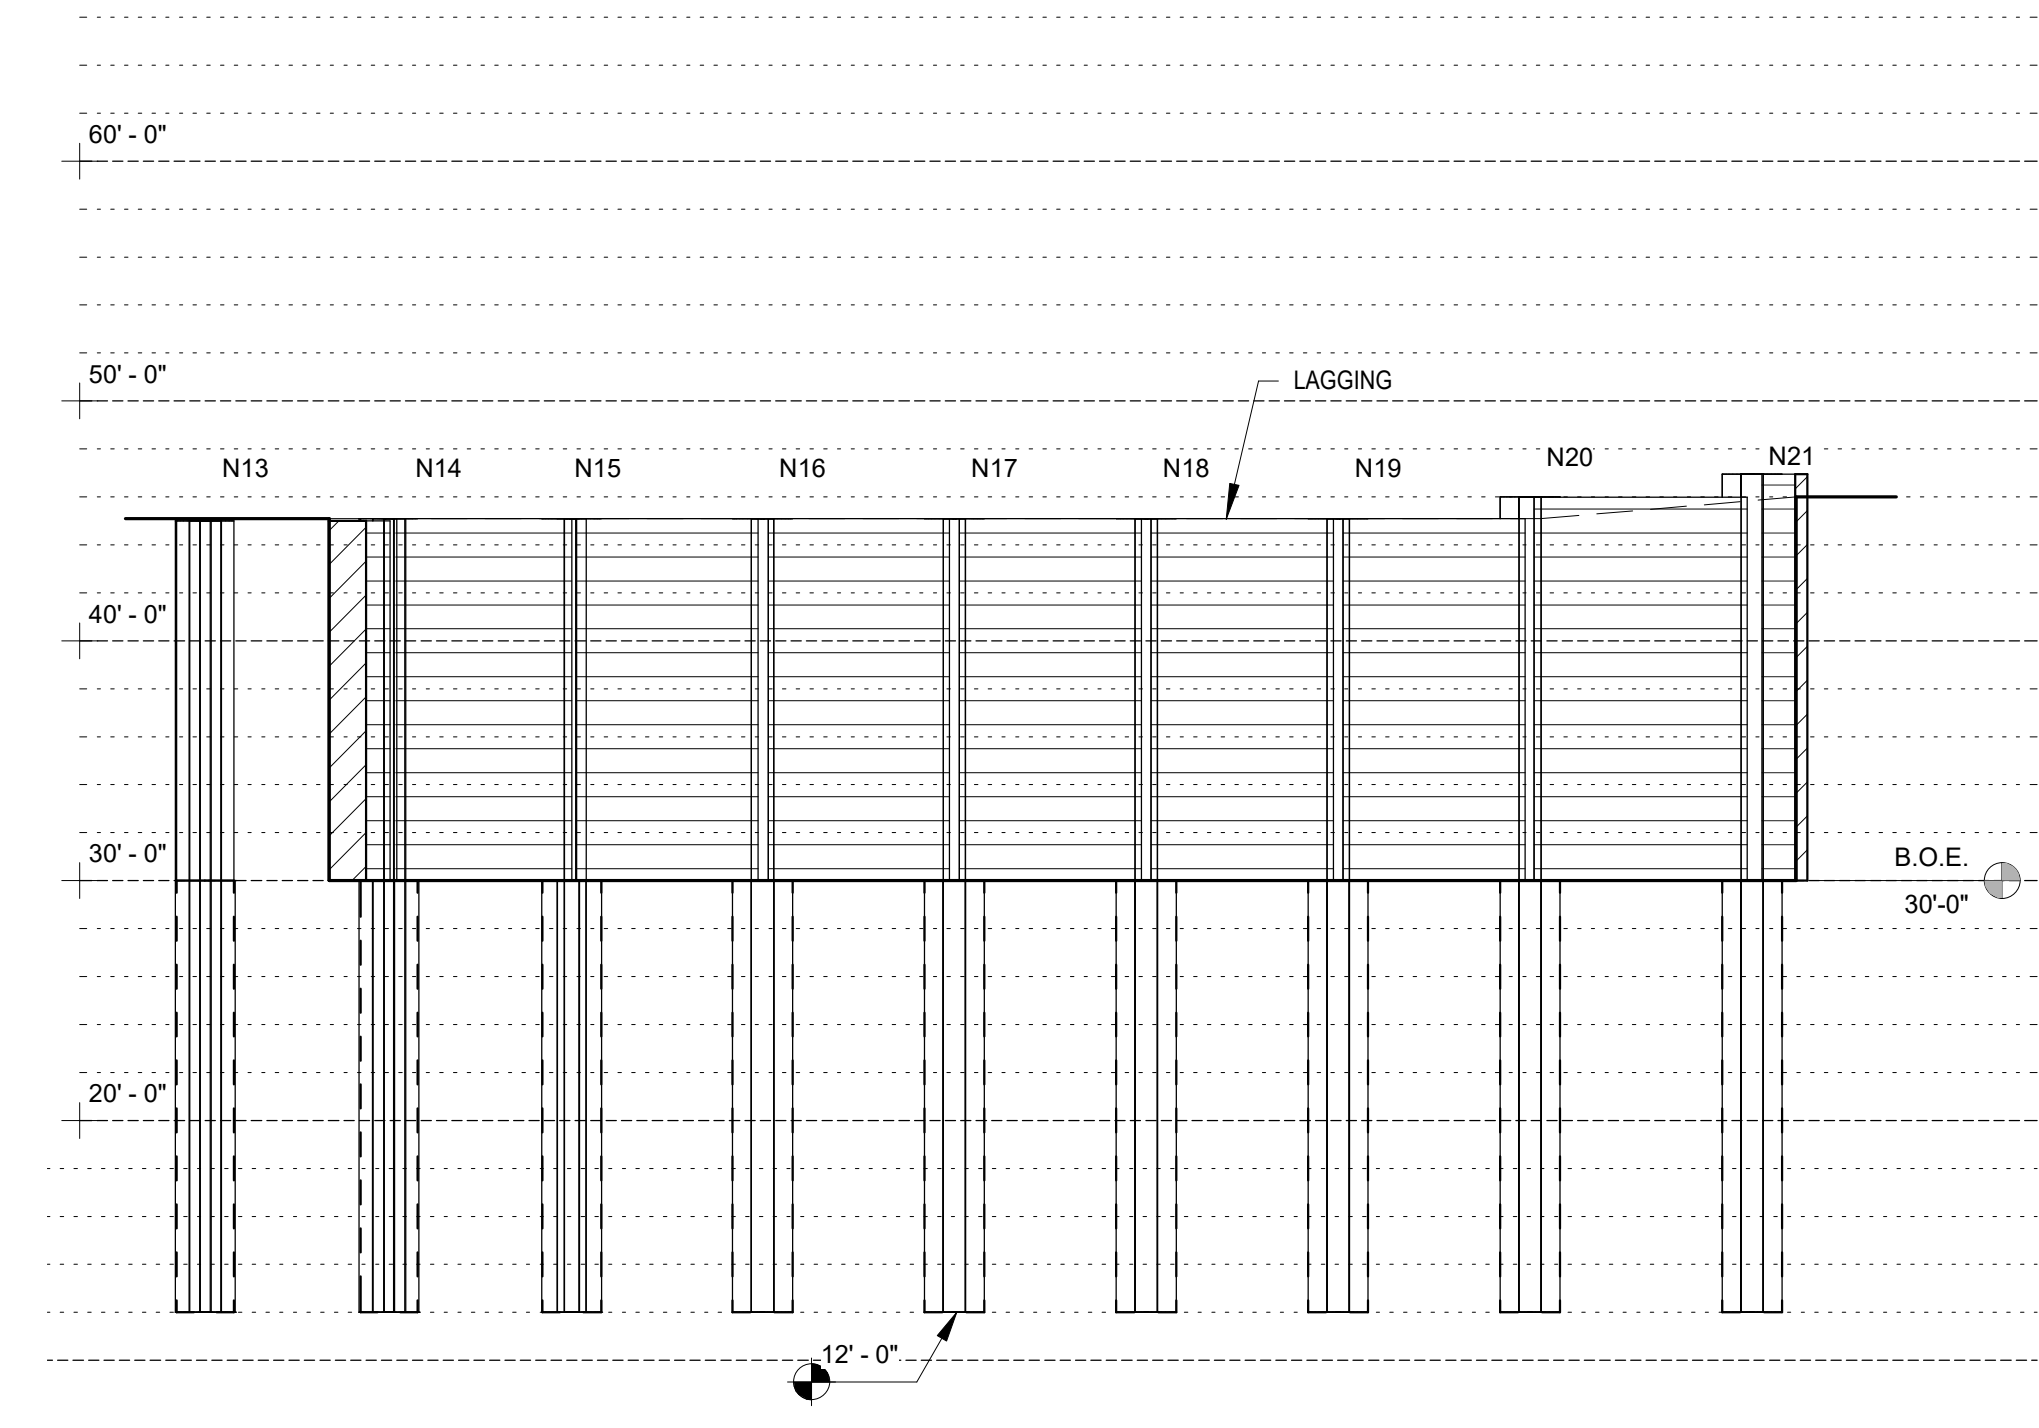 60' - 0"
50' - 0"
LAGGING
N13 N14 N15 N16 N17 N18 N19 N20 N21
40' - 0"
30' - 0"
B.O.E.
30'-0"
20' - 0"
12' - 0"